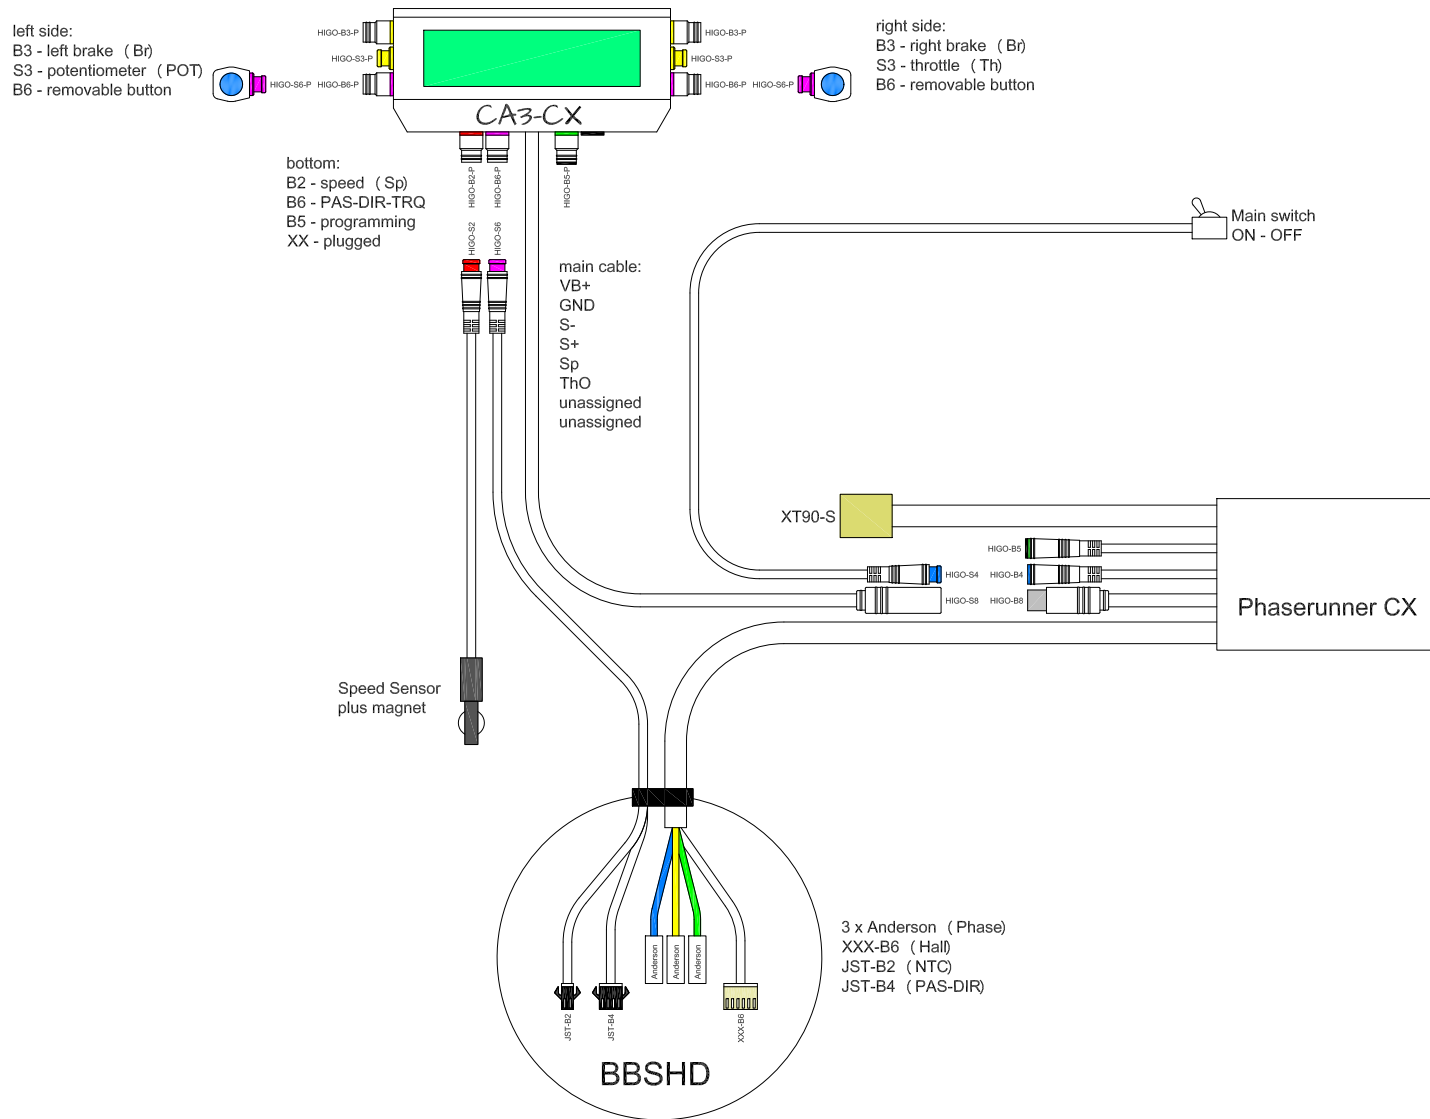 left side:
B3 - left brake ( Br)
S3 - potentiometer ( POT)
B6 - removable button
HIGO-B3-P
HIGO-S3-P
HIGO-S6-P
HIGO-B6-P
CA3-CX
HIGO-B3-P
HIGO-S3-P
HIGO-B6-P
HIGO-S6-P
right side:
B3 - right brake ( Br)
S3 - throttle ( Th)
B6 - removable button
bottom:
B2 - speed ( Sp)
B6 - PAS-DIR-TRQ
B5 - programming
XX - plugged
HIGO-B2-P
HIGO-B6-P
HIGO-B5-P
HIGO-S2
HIGO-S6
main cable:
VB+
GND
S-
S+
Sp
ThO
unassigned
unassigned
Main switch
ON - OFF
XT90-S
HIGO-B5
HIGO-S4
HIGO-B4
HIGO-S8
HIGO-B8
Phaserunner CX
Speed Sensor
plus magnet
Anderson
Anderson
Anderson
JST-B2
JST-B4
XXX-B6
BBSHD
3 x Anderson ( Phase)
XXX-B6 ( Hall)
JST-B2 ( NTC)
JST-B4 ( PAS-DIR)